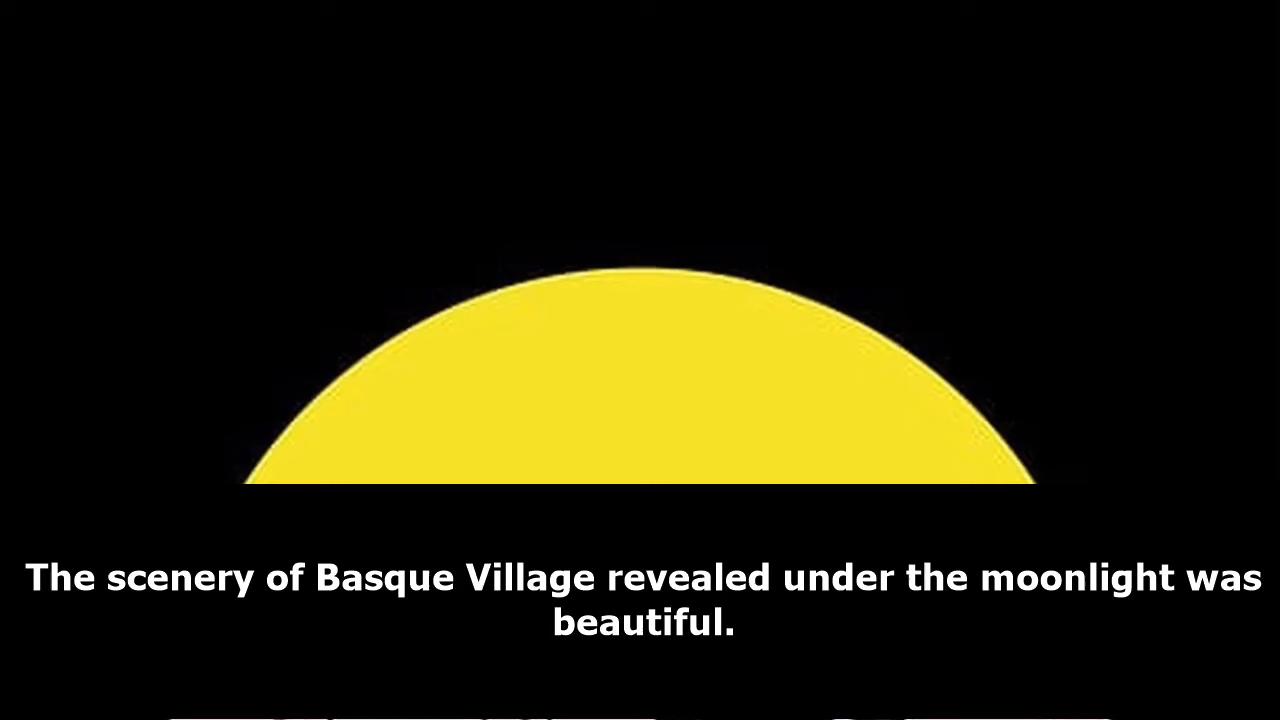 The scenery of Basque Village revealed under the moonlight was
beautiful.